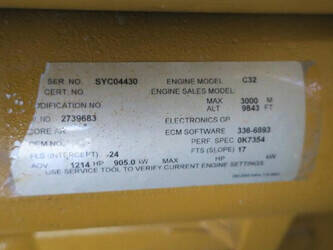 SER NO. SYC04430 ENGINE MODEL C32
CERT. NO. ENGINE SALES MODEL:
MODIFICATION NO MAX 3000 M
ALT 9843 FT
2739683 ELECTRONICS GP
CORE ECM SOFTWARE 336-6893
OEM PERF. SPEC 0K7354
FLS (INTERCEPT) -24 FTS (SLOPE) 17
ADV. 1214 HP 905.0 kW MAX HP kW
USE SERVICE TOOL TO VERIFY CURRENT ENGINE SETTINGS